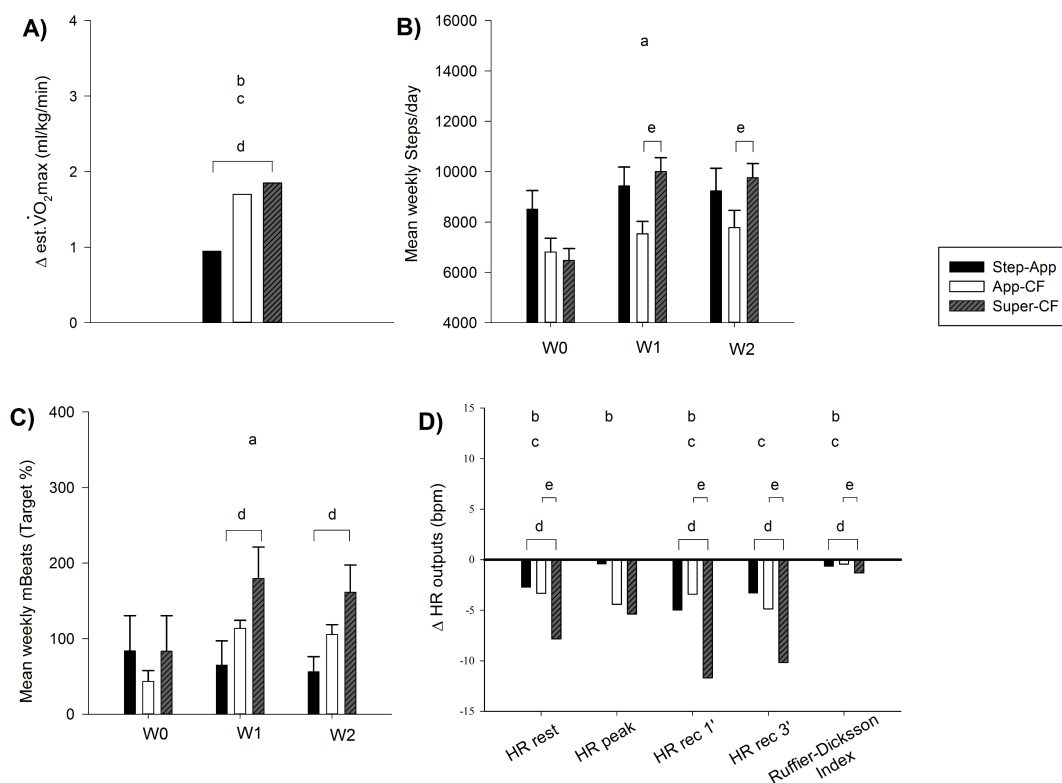 A)
Δ est.V̇O₂max (ml/kg/min)
4
3
2
1
0
b
c
d
B)
Mean weekly Steps/day
16000
14000
12000
10000
8000
6000
4000
a
e
e
W0
W1
W2
Step-App
App-CF
Super-CF
C)
Mean weekly mBeats (Target %)
400
300
200
100
0
a
d
d
W0
W1
W2
D)
Δ HR outputs (bpm)
15
10
5
0
-5
-10
-15
b b b b
c c c c
e e e e
d d d d
HR rest
HR peak
HR rec 1'
HR rec 3'
Ruffier-Dicksson
Index